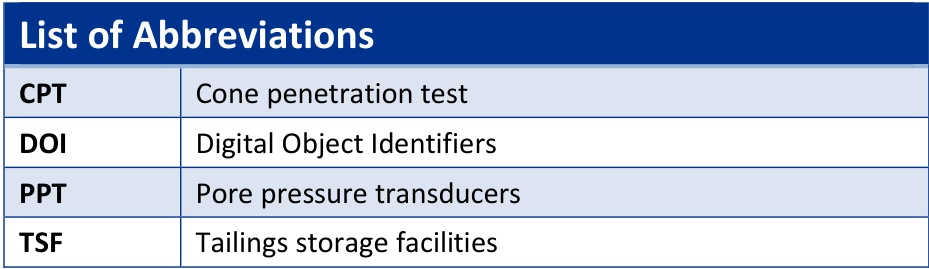 List of Abbreviations
CPT Cone penetration test
DOI Digital Object Identifiers
PPT Pore pressure transducers
TSF Tailings storage facilities